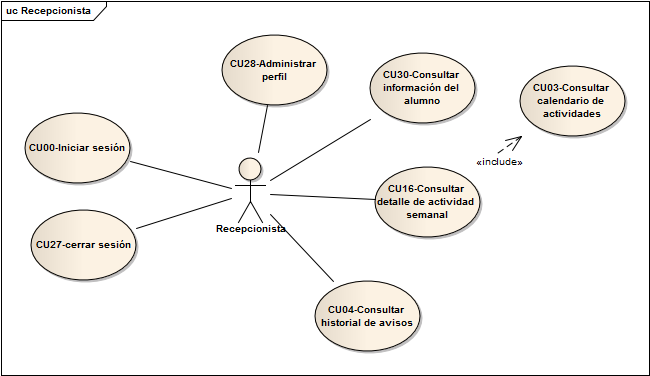 uc Recepcionista
CU28-Administrar
perfil
CU30-Consultar
información del
alumno
CU03-Consultar
calendario de
actividades
CU00-Iniciar sesión
«include»
CU16-Consultar
detalle de actividad
semanal
Recepcionista
CU27-cerrar sesión
CU04-Consultar
historial de avisos